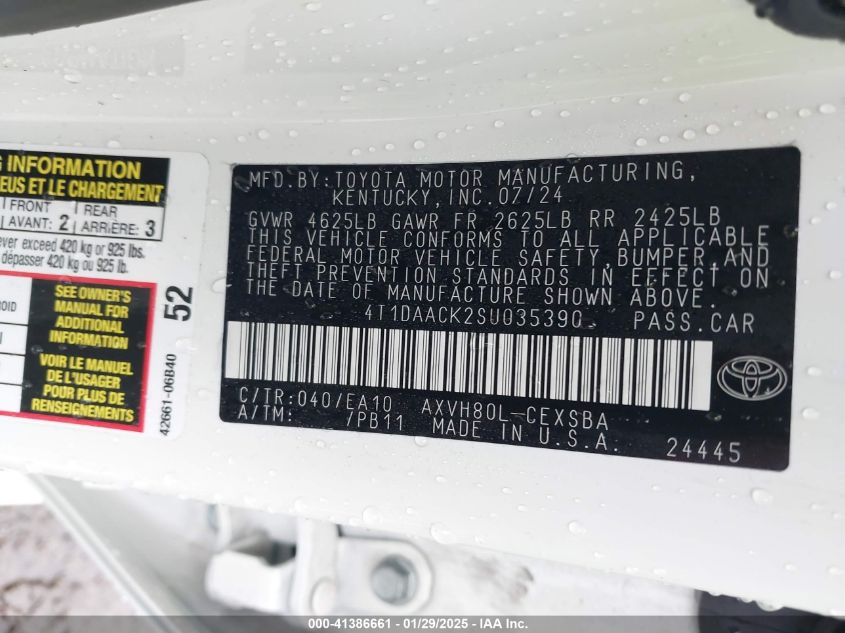 G INFORMATION
EUS ET LE CHARGEMENT
FRONT REAR
AVANT: 2 ARRIÈRE: 3
ver exceed 420 kg or 925 lbs.
dépasser 420 kg ou 925 lb.
SEE OWNER'S
MANUAL FOR
ADDITIONAL
INFORMATION
VOIR LE MANUEL
DE L'USAGER
POUR PLUS DE
RENSEIGNEMENTS
52
42661-06B40
MFD.BY:TOYOTA MOTOR MANUFACTURING,
KENTUCKY, INC.07/24
GVWR 4625LB GAWR FR 2625LB RR 2425LB
THIS VEHICLE CONFORMS TO ALL APPLICABLE
FEDERAL MOTOR VEHICLE SAFETY, BUMPER, AND
THEFT PREVENTION STANDARDS IN EFFECT ON
THE DATE OF MANUFACTURE SHOWN ABOVE.
4T1DAACK2SU035390 PASS.CAR
C/TR:040/EA10 AXVH80L-CEXSBA
A/TM: /PB11 MADE IN U.S.A.
24445
000-41386661 - 01/29/2025 - IAA Inc.